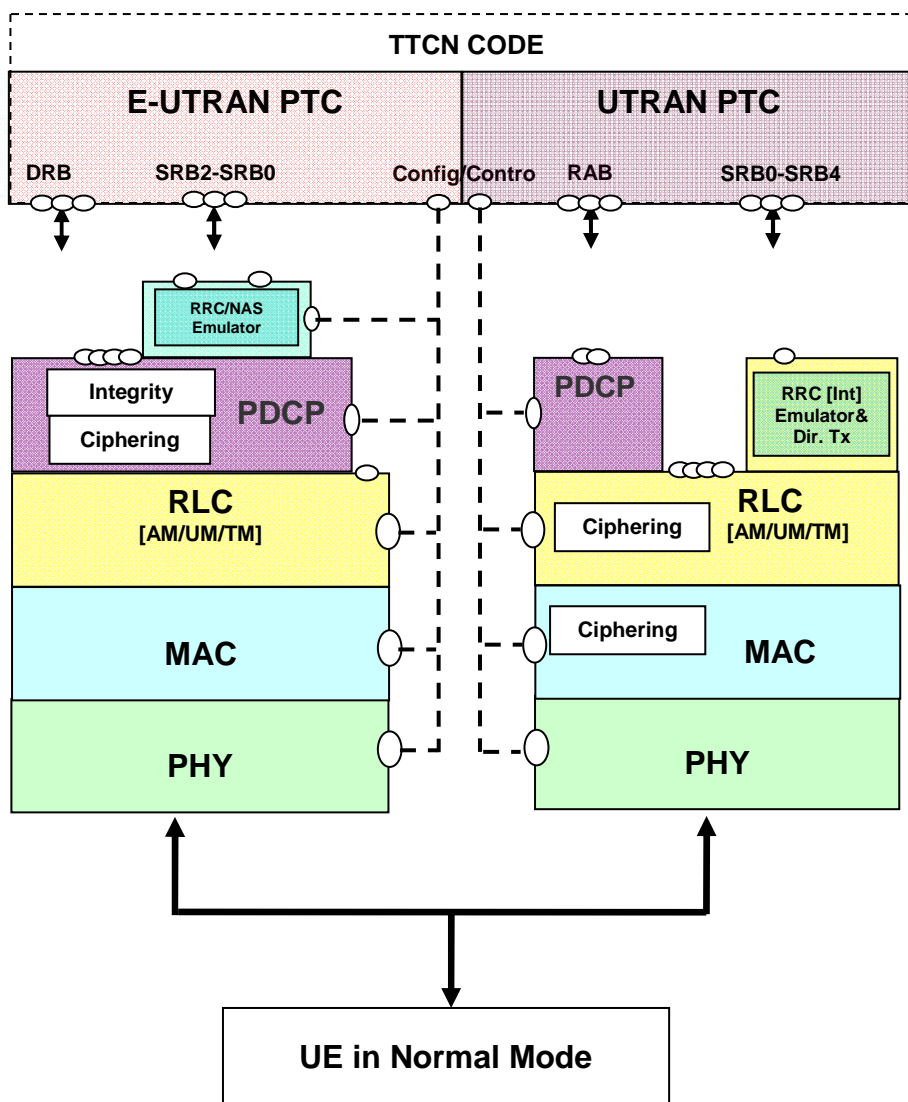 TTCN CODE
E-UTRAN PTC
UTRAN PTC
DRB
SRB2-SRB0
Config/Contro
RAB
SRB0-SRB4
RRC/NAS
Emulator
Integrity
Ciphering
PDCP
PDCP
RRC [Int]
Emulator&
Dir. Tx
RLC
[AM/UM/TM]
Ciphering
RLC
[AM/UM/TM]
MAC
Ciphering
MAC
PHY
PHY
UE in Normal Mode